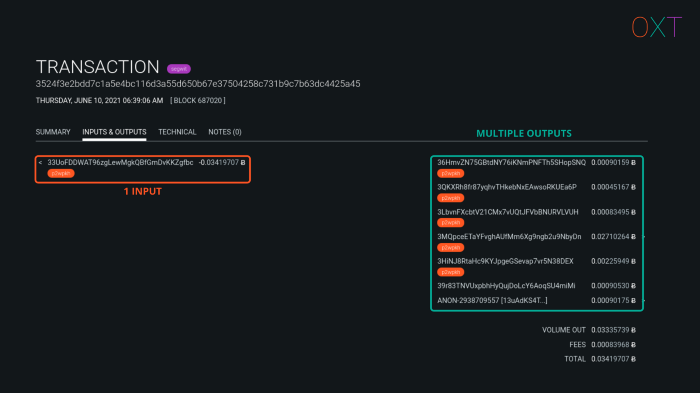 OXT
TRANSACTION segwit
3524f3e2bdd7c1a5e4bc116d3a55d650b67e37504258c731b9c7b63dc4425a45
THURSDAY, JUNE 10, 2021 06:39:06 AM [ BLOCK 687020 ]
SUMMARY INPUTS & OUTPUTS TECHNICAL NOTES (0)
MULTIPLE OUTPUTS
< 33UoFDDWAT96zgLewMgkQBfGmDvKKZgfbc -0.03419707 Ƀ
p2wpkh
1 INPUT
36HmvZN75GBtdNY76iKNmPNFTh5SHopSNQ 0.00090159 Ƀ
p2wpkh
3QKXRh8fr87yqhvTHkebNxEAwsoRKUEa6P 0.00045167 Ƀ
p2wpkh
3LbvnFXcbtV21CMx7vUQtJFVbBNURVLVUH 0.00083495 Ƀ
p2wpkh
3MQpceETaYFvghAUfMm6Xg9ngb2u9NbyDn 0.02710264 Ƀ >
p2wpkh
3HiNJ8RtaHc9KYJpgeGSevap7vr5N38DEX 0.00225949 Ƀ
p2wpkh
39r83TNVUxpbhHyQujDoLcY6AoqSU4miMi 0.00090530 Ƀ
ANON-2938709557 [13uAdKS4T...] 0.00090175 Ƀ >
VOLUME OUT 0.03335739 Ƀ
FEES 0.00083968 Ƀ
TOTAL 0.03419707 Ƀ